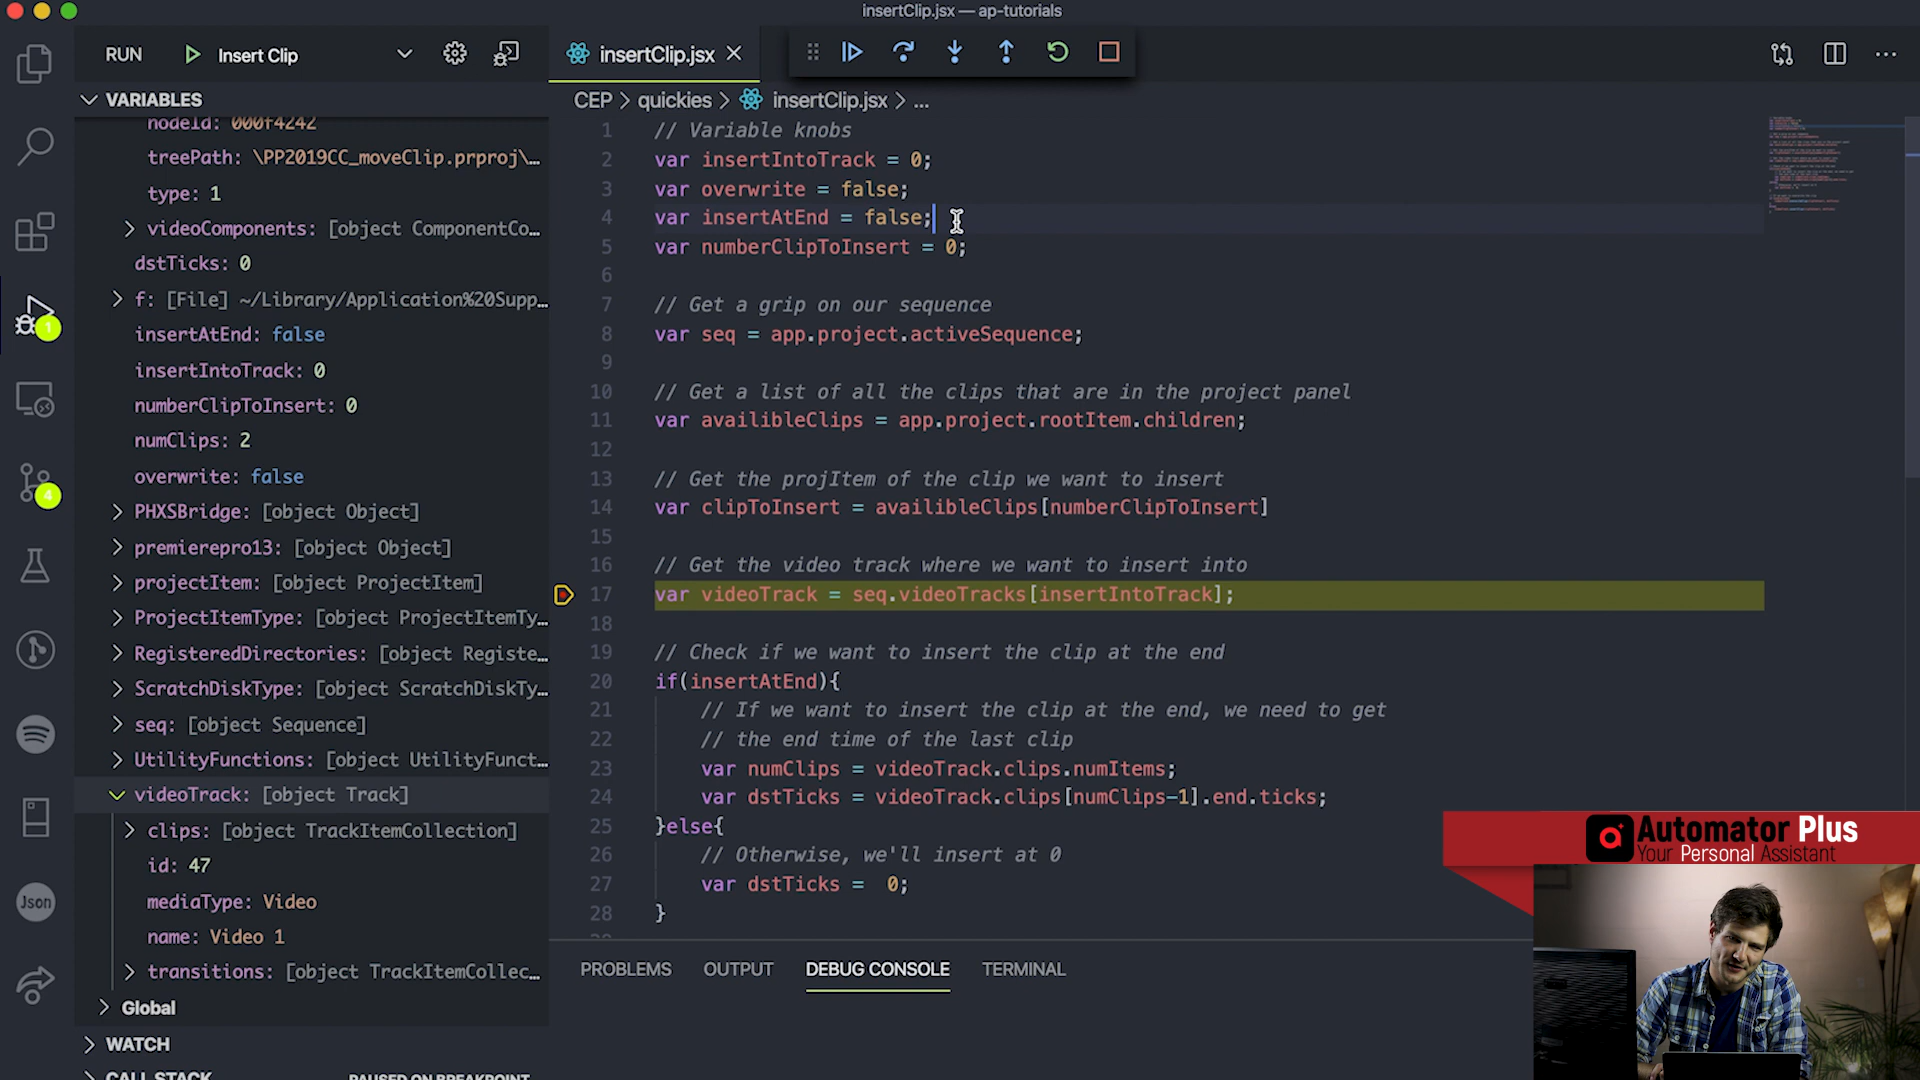 insertClip.jsx — ap-tutorials
RUN
Insert Clip
insertClip.jsx
VARIABLES
CEP > quickies > insertClip.jsx > ...
nodeId: 000f4242
treePath: \PP2019CC_moveClip.prproj\...
type: 1
videoComponents: [object ComponentCo...
dstTicks: 0
f: [File] ~/Library/Application%20Supp...
insertAtEnd: false
insertIntoTrack: 0
numberClipToInsert: 0
numClips: 2
overwrite: false
PHXSBridge: [object Object]
premierepro13: [object Object]
projectItem: [object ProjectItem]
ProjectItemType: [object ProjectItemTy...
RegisteredDirectories: [object Registe...
ScratchDiskType: [object ScratchDiskTy...
seq: [object Sequence]
UtilityFunctions: [object UtilityFunct...
videoTrack: [object Track]
clips: [object TrackItemCollection]
id: 47
mediaType: Video
name: Video 1
transitions: [object TrackItemCollec...
Global
WATCH
CALL STACK
PAUSED ON BREAKPOINT
1
4
Json
1 // Variable knobs
2 var insertIntoTrack = 0;
3 var overwrite = false;
4 var insertAtEnd = false;
5 var numberClipToInsert = 0;
6
7 // Get a grip on our sequence
8 var seq = app.project.activeSequence;
9
10 // Get a list of all the clips that are in the project panel
11 var availibleClips = app.project.rootItem.children;
12
13 // Get the projItem of the clip we want to insert
14 var clipToInsert = availibleClips[numberClipToInsert]
15
16 // Get the video track where we want to insert into
17 var videoTrack = seq.videoTracks[insertIntoTrack];
18
19 // Check if we want to insert the clip at the end
20 if(insertAtEnd){
21 // If we want to insert the clip at the end, we need to get
22 // the end time of the last clip
23 var numClips = videoTrack.clips.numItems;
24 var dstTicks = videoTrack.clips[numClips-1].end.ticks;
25 }else{
26 // Otherwise, we'll insert at 0
27 var dstTicks =  0;
28 }
PROBLEMS
OUTPUT
DEBUG CONSOLE
TERMINAL
Automator Plus
Your Personal Assistant